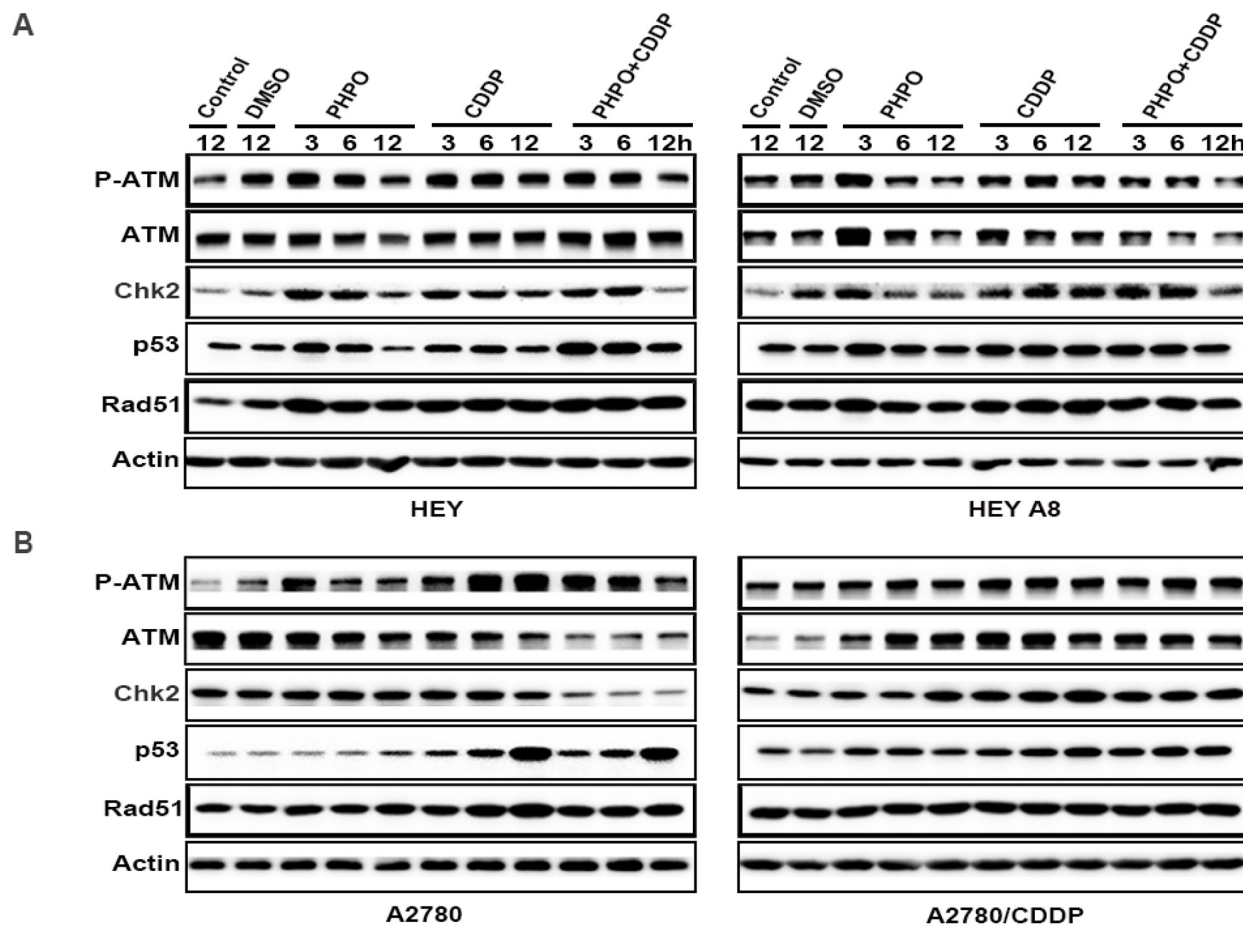 A
Control DMSO PHPO CDDP PHPO+CDDP Control DMSO PHPO CDDP PHPO+CDDP
12 12 3 6 12 3 6 12 3 6 12h 12 12 3 6 12 3 6 12 3 6 12h
P-ATM
ATM
Chk2
p53
Rad51
Actin
HEY HEY A8
B
P-ATM
ATM
Chk2
p53
Rad51
Actin
A2780 A2780/CDDP